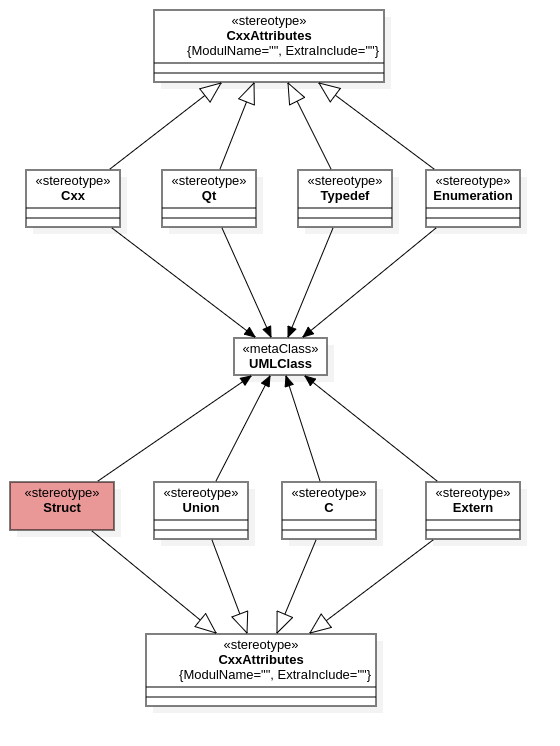 «stereotype»
CxxAttributes
{ModulName="", ExtraInclude=""}
«stereotype»
Cxx
«stereotype»
Qt
«stereotype»
Typedef
«stereotype»
Enumeration
«metaClass»
UMLClass
«stereotype»
Struct
«stereotype»
Union
«stereotype»
C
«stereotype»
Extern
«stereotype»
CxxAttributes
{ModulName="", ExtraInclude=""}